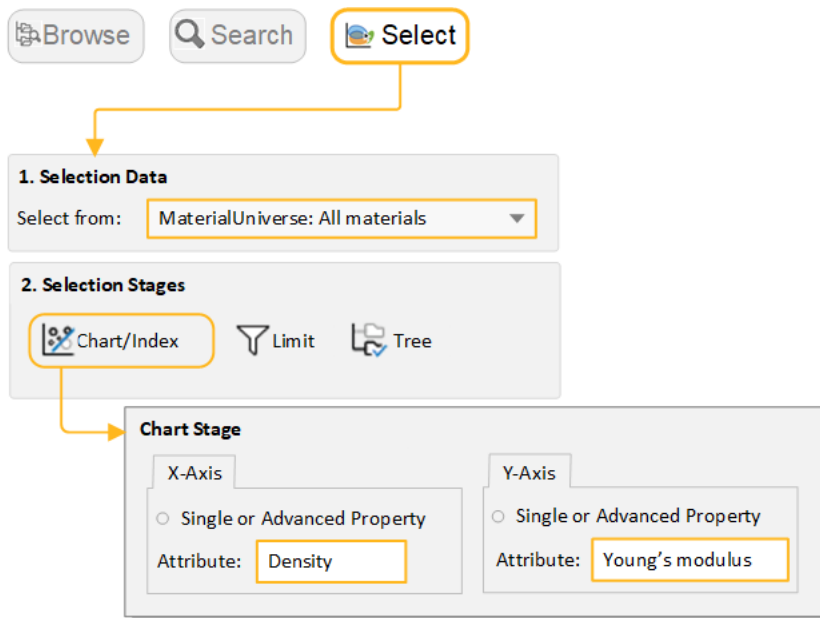 Browse Search Select
1. Selection Data
Select from: MaterialUniverse: All materials
2. Selection Stages
Chart/Index Limit Tree
Chart Stage
X-Axis Y-Axis
Single or Advanced Property Single or Advanced Property
Attribute: Density Attribute: Young’s modulus